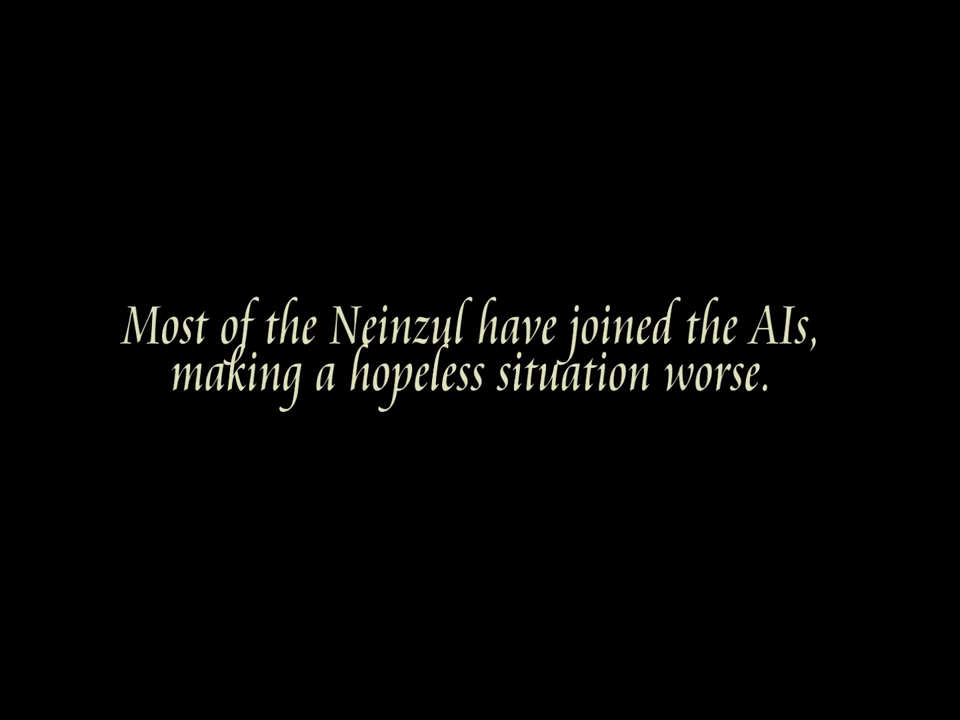 Most of the Neinzul have joined the AIs,
making a hopeless situation worse.